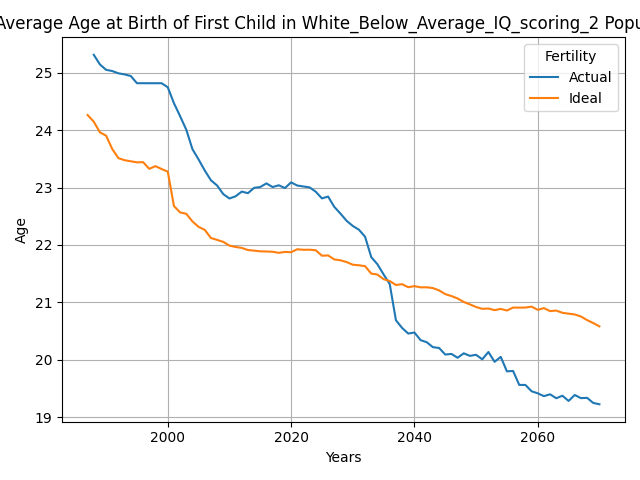 Average Age at Birth of First Child in White_Below_Average_IQ_scoring_2 Popu
Fertility
Actual
Ideal
25
24
23
22
21
20
19
Age
2000
2020
2040
2060
Years